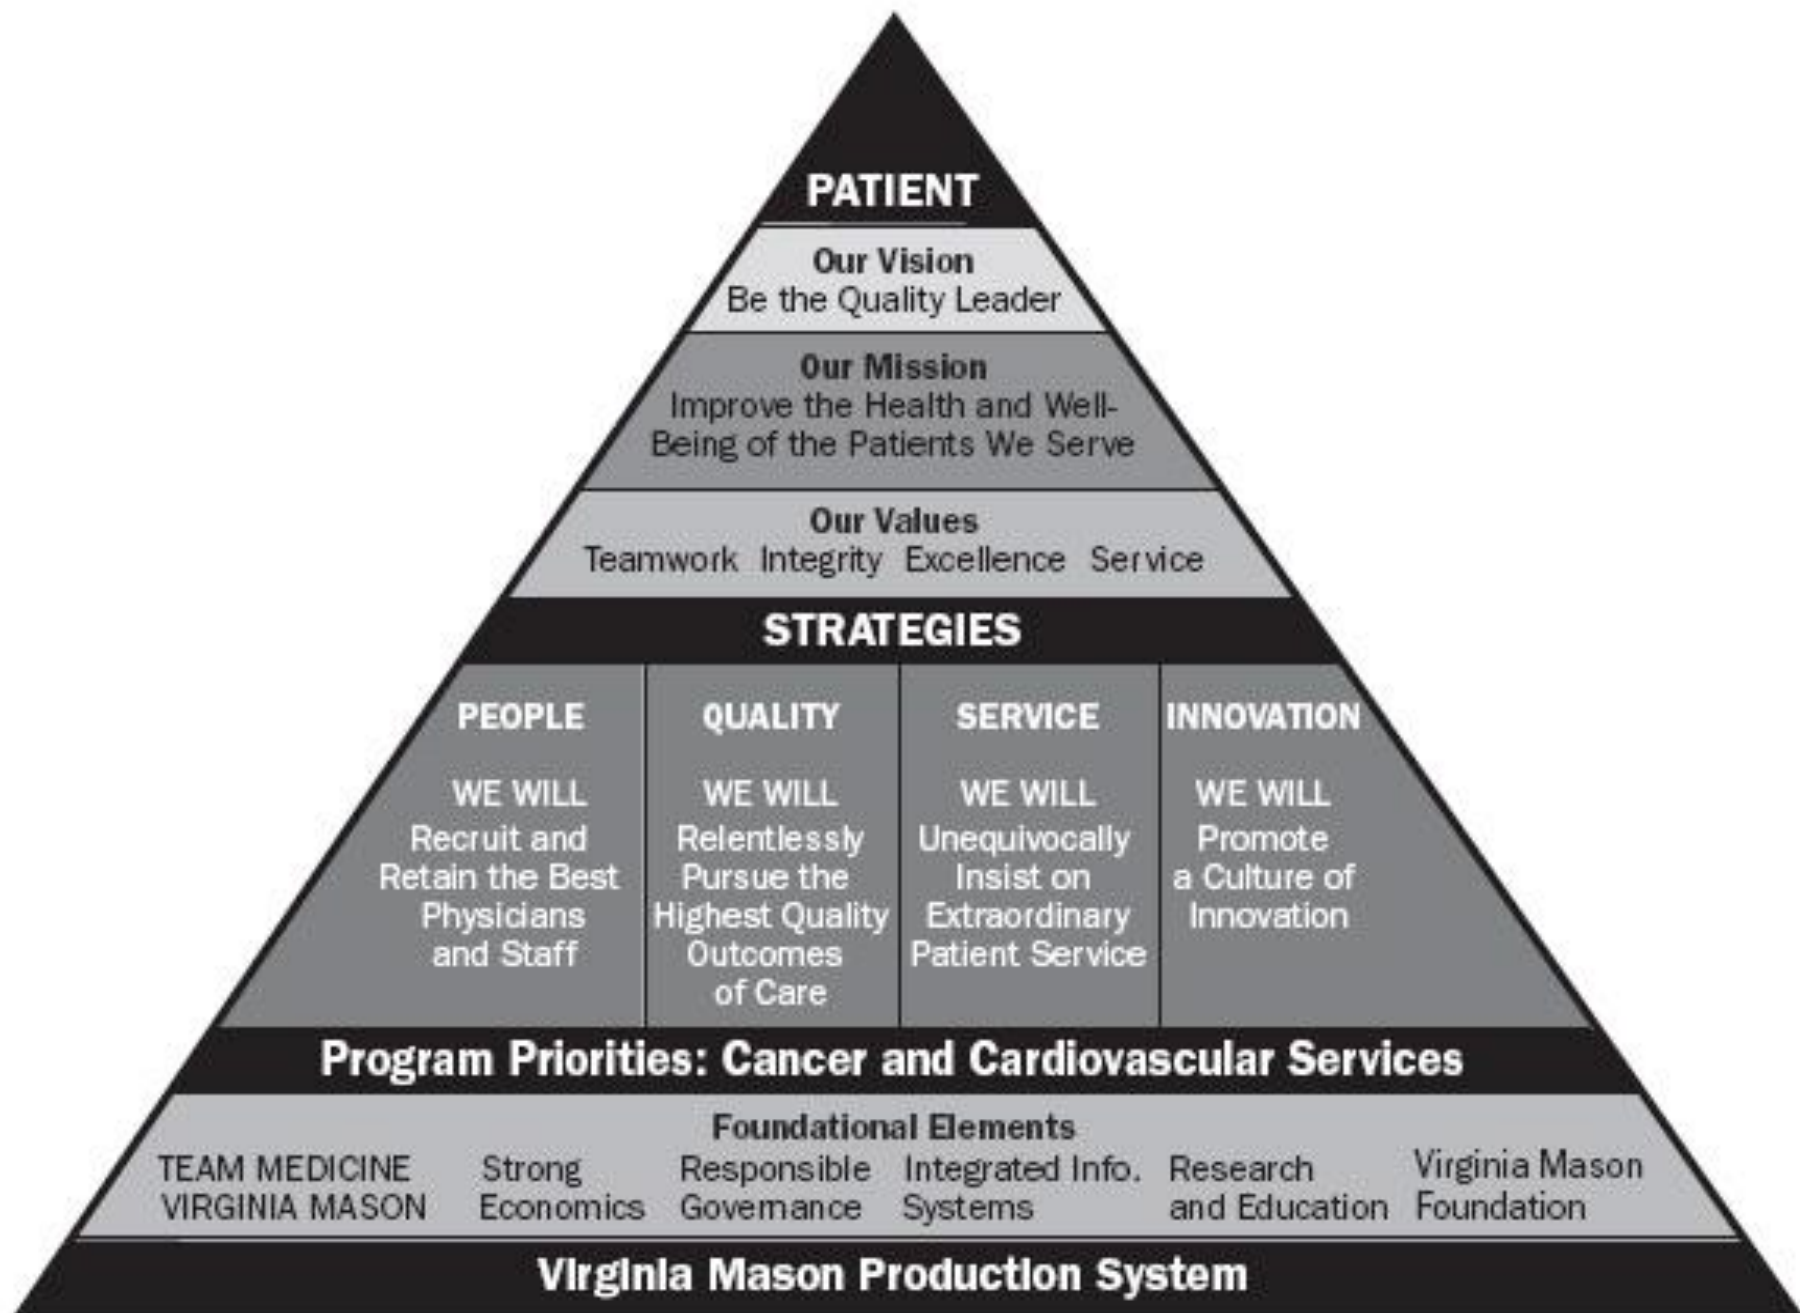 PATIENT
Our Vision
Be the Quality Leader
Our Mission
Improve the Health and Well-
Being of the Patients We Serve
Our Values
Teamwork Integrity Excellence Service
STRATEGIES
PEOPLE
WE WILL
Recruit and
Retain the Best
Physicians
and Staff
QUALITY
WE WILL
Relentlessly
Pursue the
Highest Quality
Outcomes
of Care
SERVICE
WE WILL
Unequivocally
Insist on
Extraordinary
Patient Service
INNOVATION
WE WILL
Promote
a Culture of
Innovation
Program Priorities: Cancer and Cardiovascular Services
Foundational Elements
TEAM MEDICINE
VIRGINIA MASON
Strong
Economics
Responsible
Governance
Integrated Info.
Systems
Research
and Education
Virginia Mason
Foundation
Virginia Mason Production System